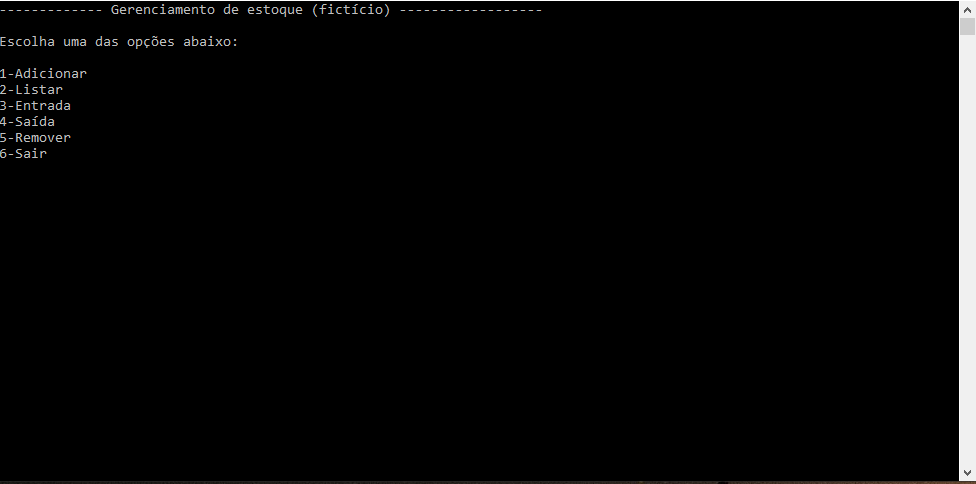 ------------- Gerenciamento de estoque (fictício) ------------------
Escolha uma das opções abaixo:
1-Adicionar
2-Listar
3-Entrada
4-Saída
5-Remover
6-Sair